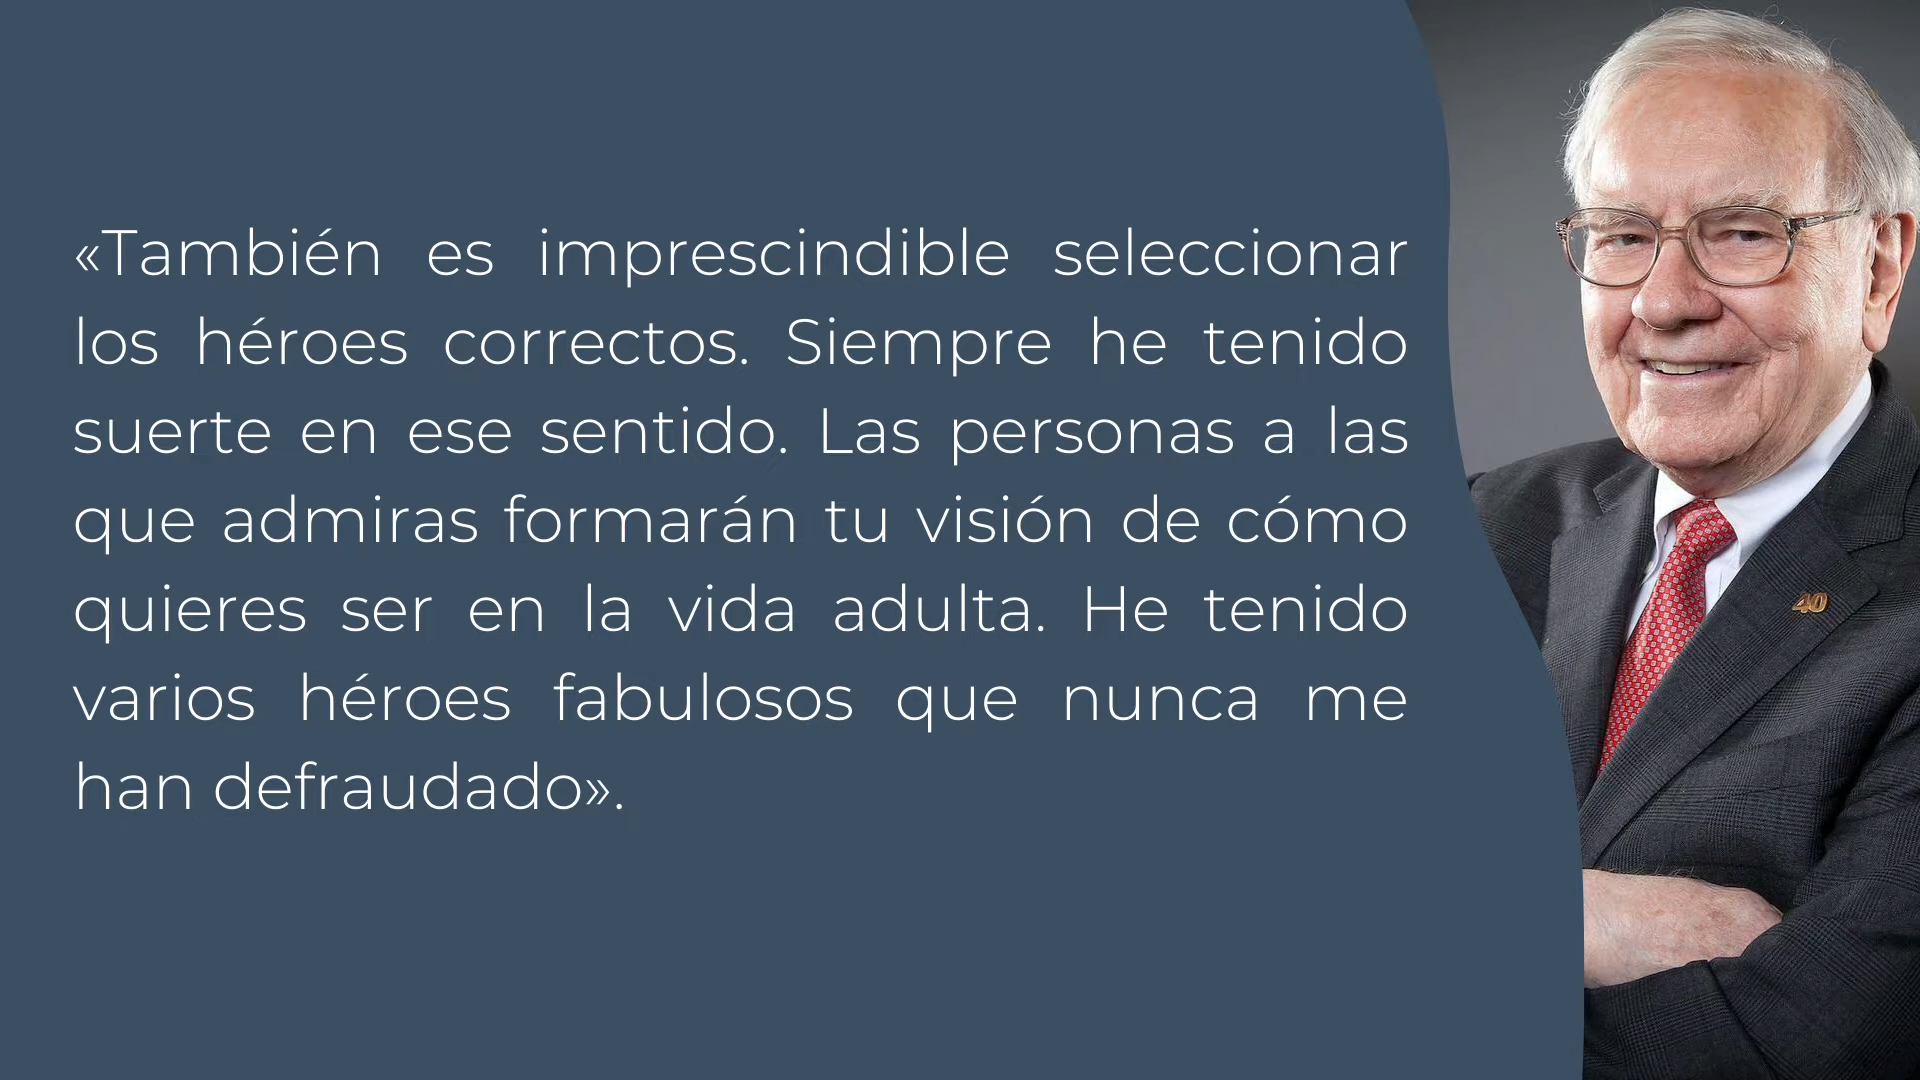 «También es imprescindible seleccionar
los héroes correctos. Siempre he tenido
suerte en ese sentido. Las personas a las
que admiras formarán tu visión de cómo
quieres ser en la vida adulta. He tenido
varios héroes fabulosos que nunca me
han defraudado».
40